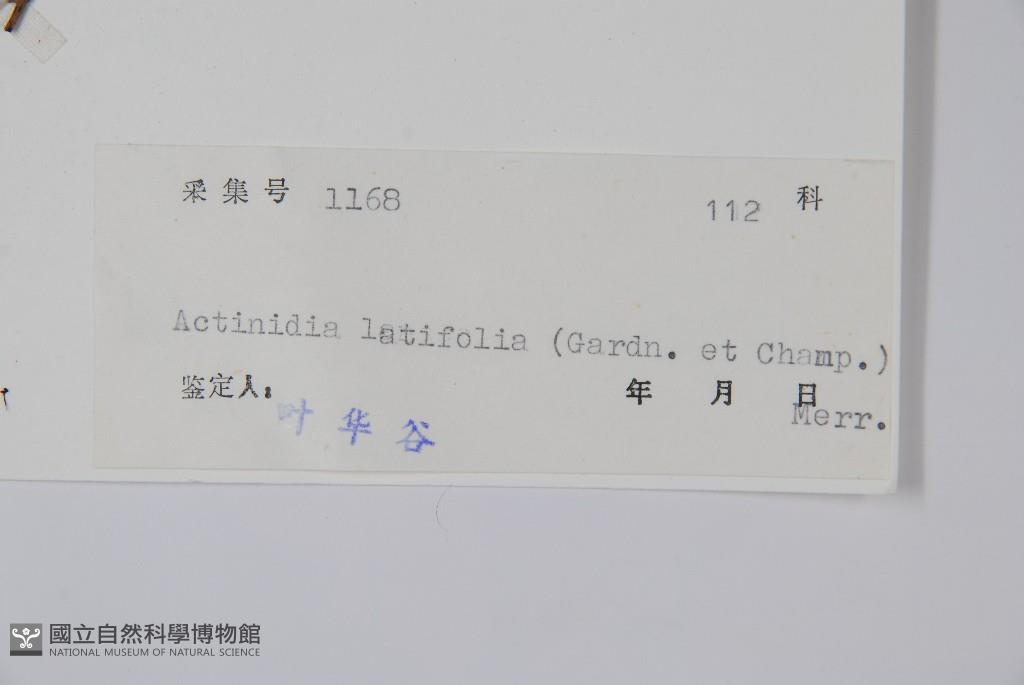 采集号 1168 112 科
Actinidia latifolia (Gardn. et Champ.)
鉴定人: 年 月 日
Merr.
叶华谷
國立自然科學博物館
NATIONAL MUSEUM OF NATURAL SCIENCE